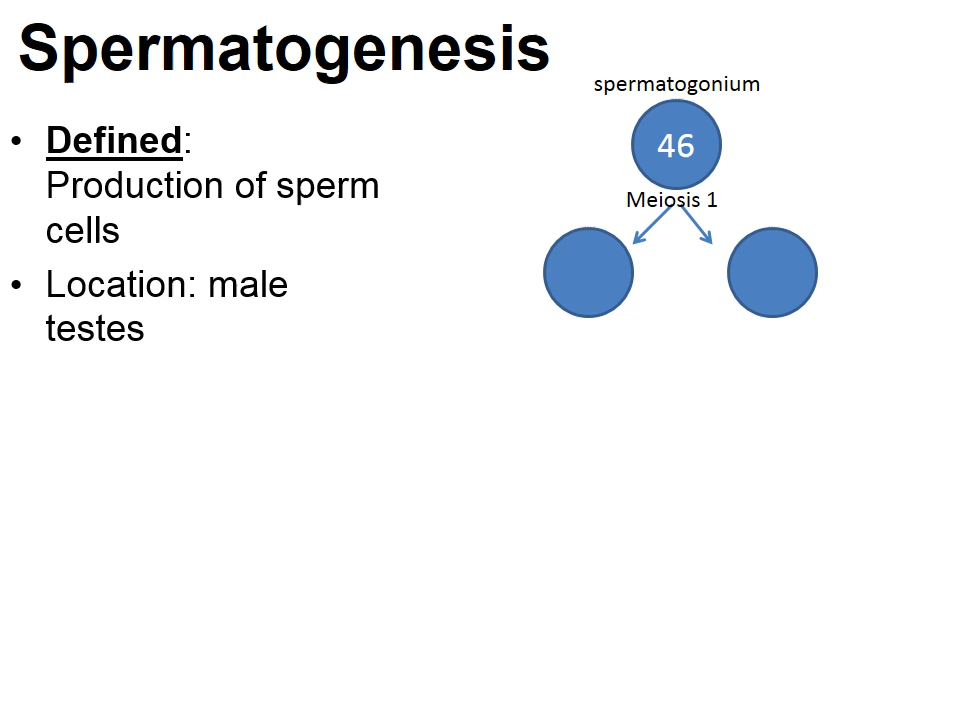 Spermatogenesis
• Defined:
Production of sperm
cells
• Location: male
testes
spermatogonium
46
Meiosis 1